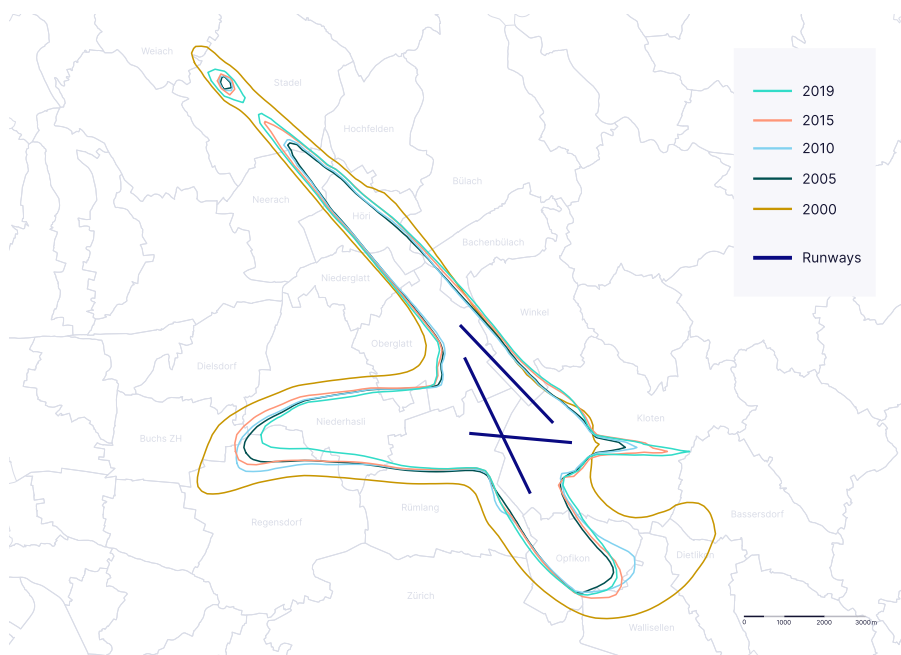 Weiach
Stadel
2019
2015
Hochfelden
2010
2005
Bülach
Neerach
2000
Höri
Bachenbülach
Runways
Niederglatt
Winkel
Oberglatt
Dielsdorf
Kloten
Niederhasli
Buchs ZH
Rümlang
Bassersdorf
Regensdorf
Opfikon
Dietlikon
Zürich
0 1000 2000 3000m
Wallisellen